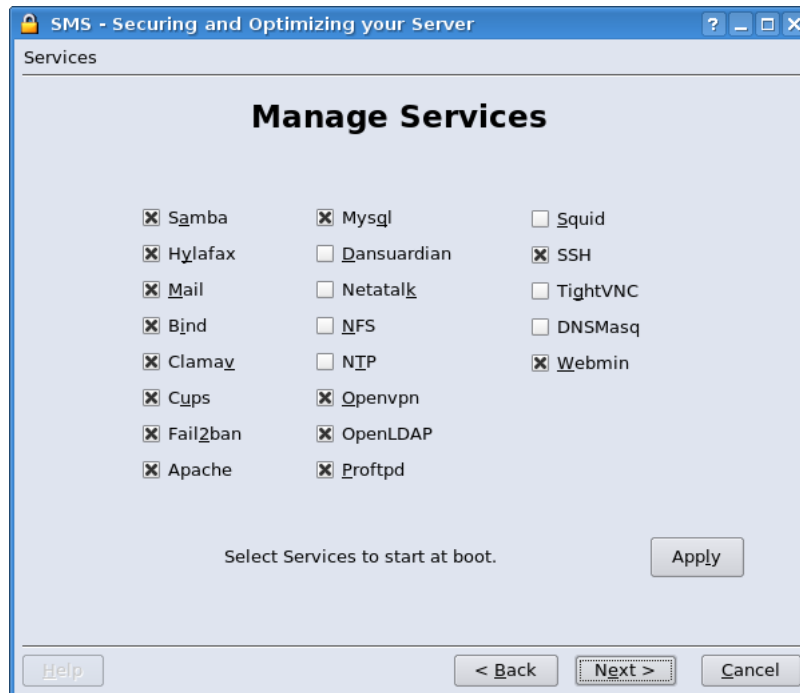 SMS - Securing and Optimizing your Server
Services
Manage Services
Samba Mysql Squid
Hylafax Dansuardian SSH
Mail Netatalk TightVNC
Bind NFS DNSMasq
Clamav NTP Webmin
Cups Openvpn
Fail2ban OpenLDAP
Apache Proftpd
Select Services to start at boot. Apply
Help < Back Next > Cancel